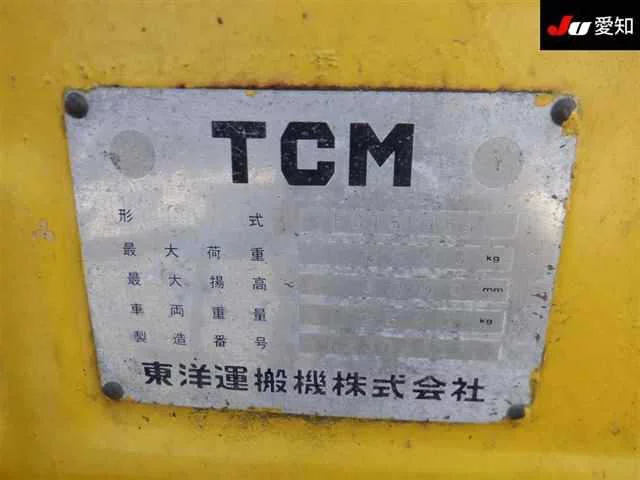 JU 愛知
TCM
形式
最大荷重 kg
最大揚高 mm
車両重量 kg
製造番号
東洋運搬機株式会社